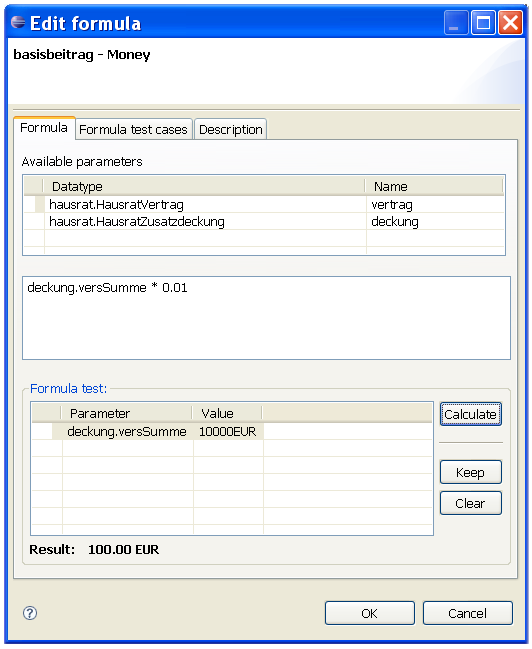 Edit formula
basisbeitrag - Money
Formula Formula test cases Description
Available parameters
Datatype Name
hausrat.HausratVertrag vertrag
hausrat.HausratZusatzdeckung deckung
deckung.versSumme * 0.01
Formula test:
Parameter Value
Calculate
deckung.versSumme 10000EUR
Keep
Clear
Result: 100.00 EUR
?
OK Cancel